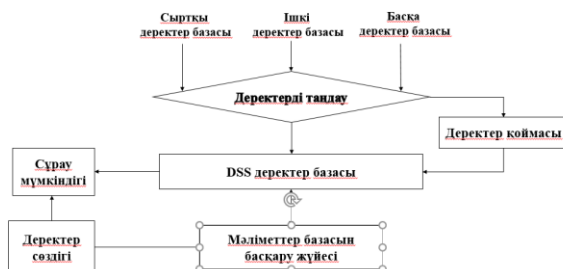 Сыртқы
деректер базасы
Ішкі
деректер базасы
Басқа
деректер базасы
Деректерді таңдау
Деректер қоймасы
Сұрау
мүмкіндігі
DSS деректер базасы
Деректер
сөздігі
Мәліметтер базасын
басқару жүйесі